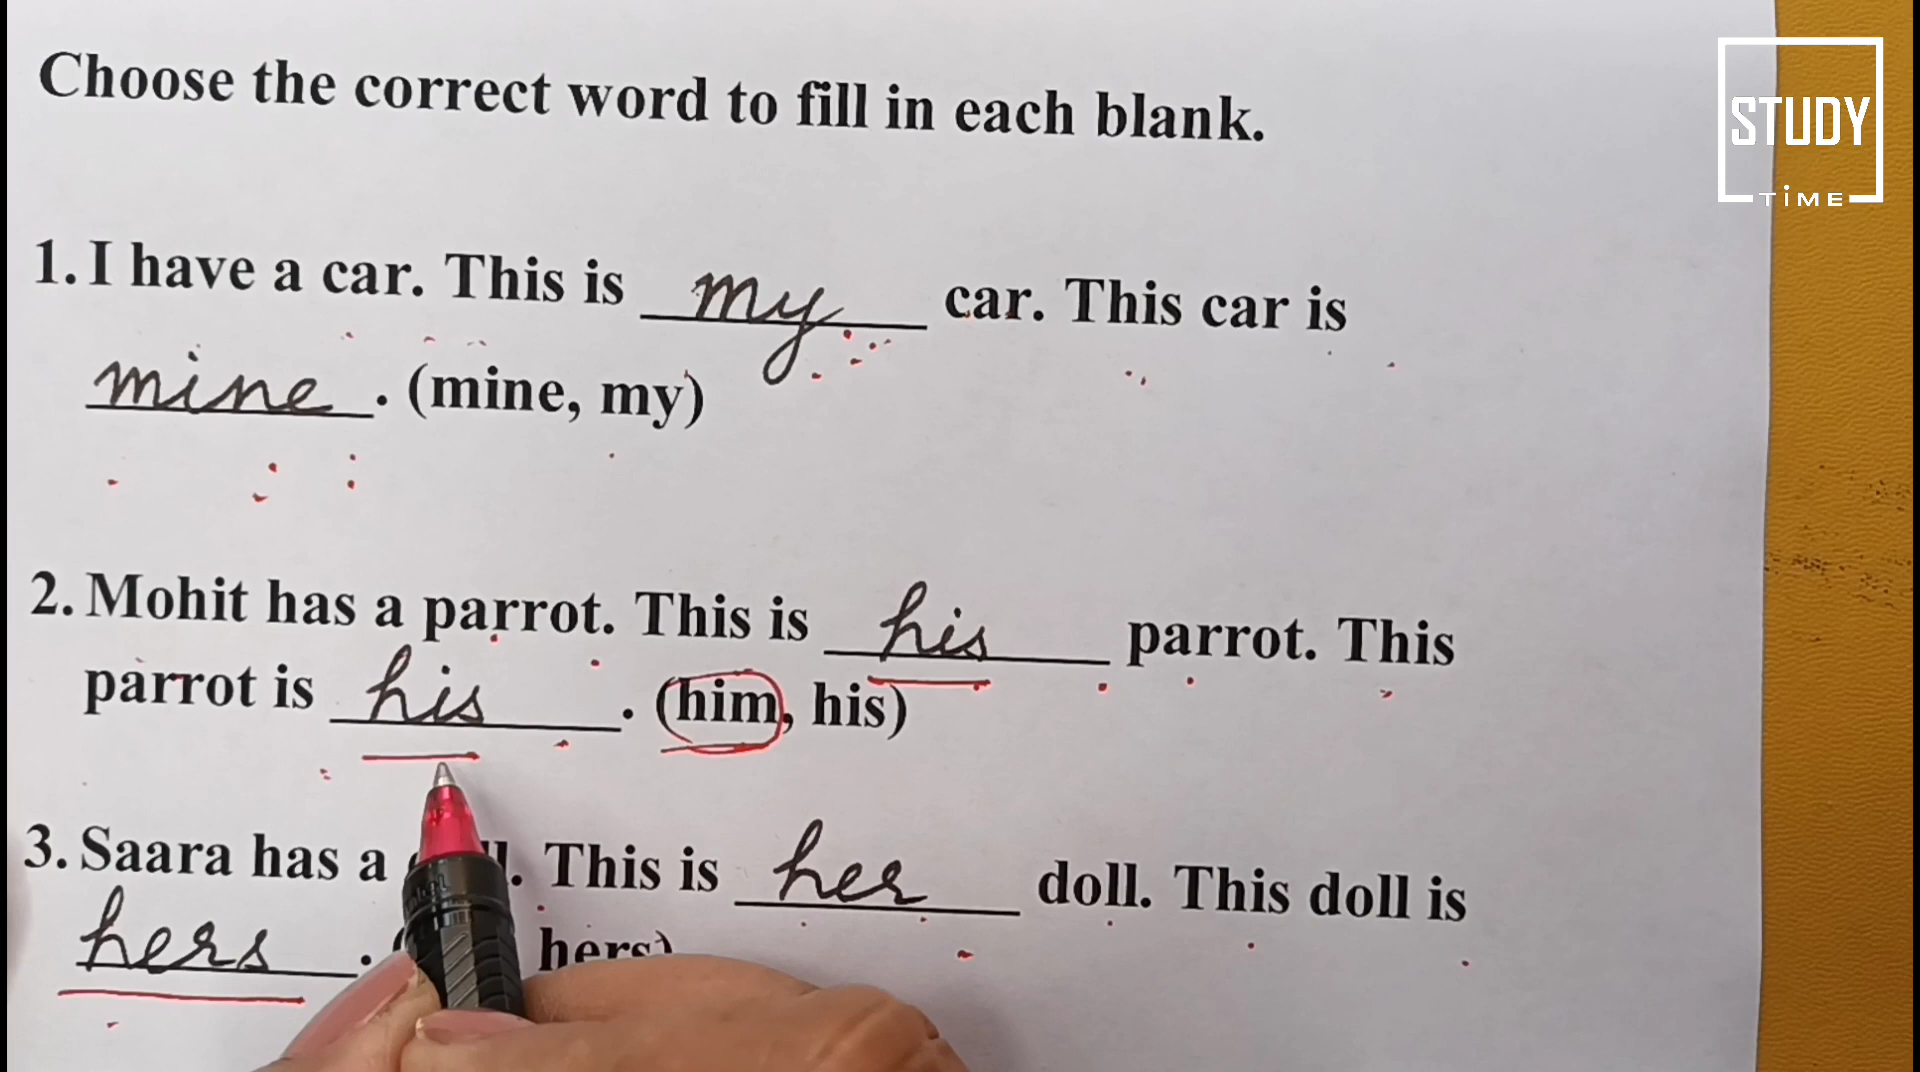 Choose the correct word to fill in each blank.
STUDY
TiME
1. I have a car. This is my car. This car is
mine. (mine, my)
2. Mohit has a parrot. This is his parrot. This
parrot is his. (him, his)
3. Saara has a . This is her doll. This doll is
hers. ( hers)